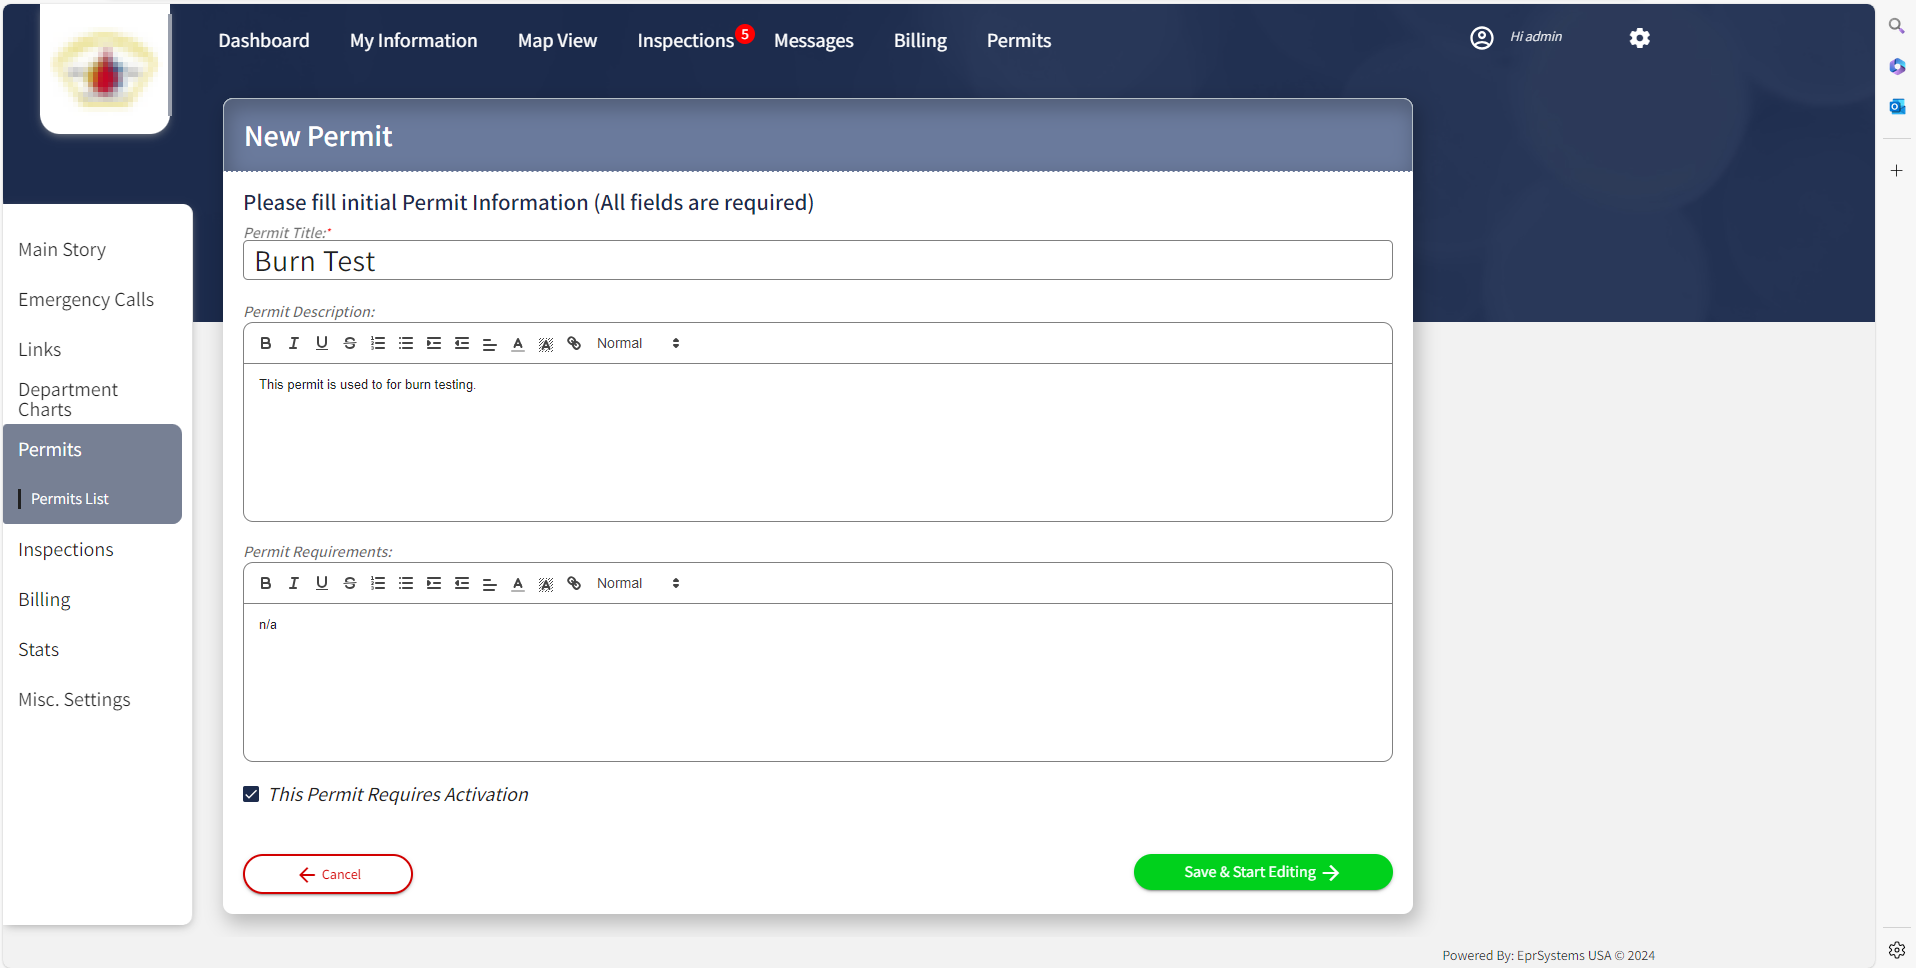 Dashboard
My Information
Map View
Inspections 5
Messages
Billing
Permits
Hi admin
New Permit
Please fill initial Permit Information (All fields are required)
Permit Title:*
Burn Test
Permit Description:
B I U S A A Normal
This permit is used to for burn testing.
Permit Requirements:
B I U S A A Normal
n/a
This Permit Requires Activation
Cancel
Save & Start Editing
Main Story
Emergency Calls
Links
Department
Charts
Permits
Permits List
Inspections
Billing
Stats
Misc. Settings
Powered By: EprSystems USA © 2024